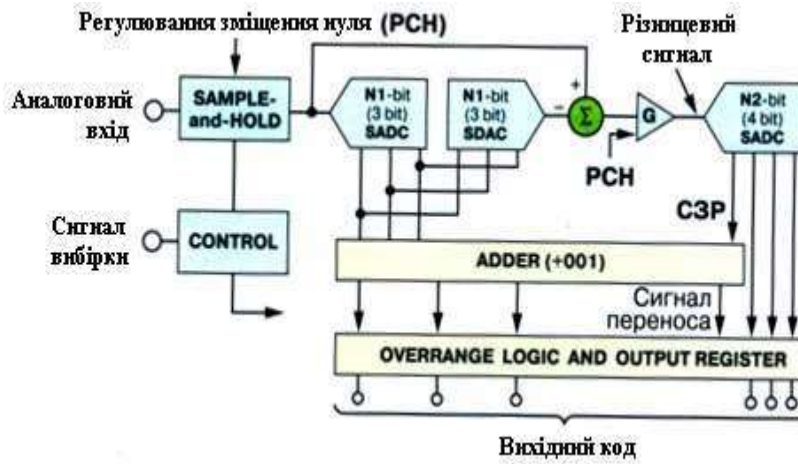 Регулювання зміщення нуля (РСН)
Різницевий
сигнал
Аналоговий
вхід
SAMPLE-
and-HOLD
N1-bit
(3 bit)
SADC
N1-bit
(3 bit)
SDAC
+
−
Σ
G
N2-bit
(4 bit)
SADC
РСН
СЗР
Сигнал
вибірки
CONTROL
ADDER (+001)
Сигнал
переноса
OVERRANGE LOGIC AND OUTPUT REGISTER
Вихідний код